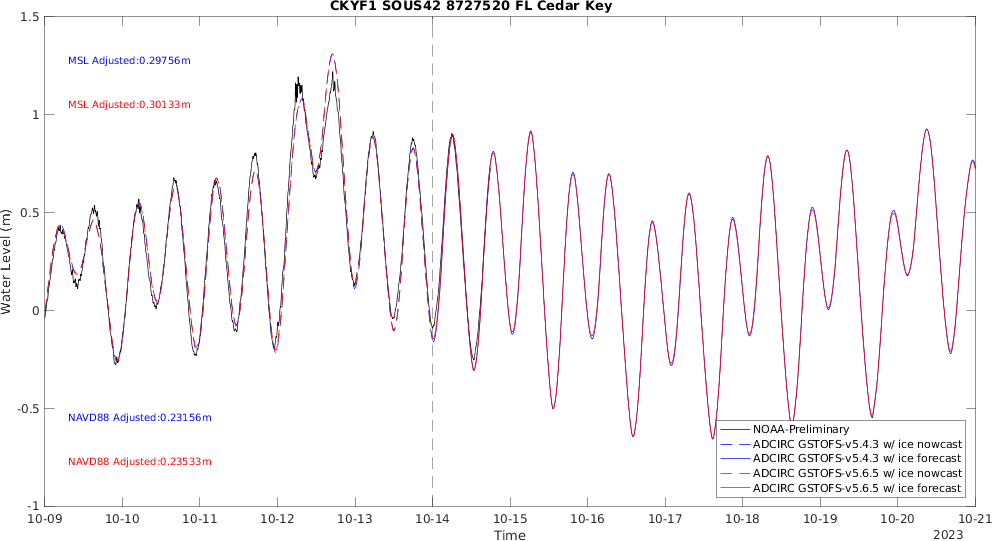 CKYF1 SOUS42 8727520 FL Cedar Key
1.5
1
0.5
0
-0.5
-1
Water Level (m)
MSL Adjusted:0.29756m
MSL Adjusted:0.30133m
NAVD88 Adjusted:0.23156m
NAVD88 Adjusted:0.23533m
NOAA-Preliminary
ADCIRC GSTOFS-v5.4.3 w/ ice nowcast
ADCIRC GSTOFS-v5.4.3 w/ ice forecast
ADCIRC GSTOFS-v5.6.5 w/ ice nowcast
ADCIRC GSTOFS-v5.6.5 w/ ice forecast
10-09 10-10 10-11 10-12 10-13 10-14 10-15 10-16 10-17 10-18 10-19 10-20 10-21
Time
2023